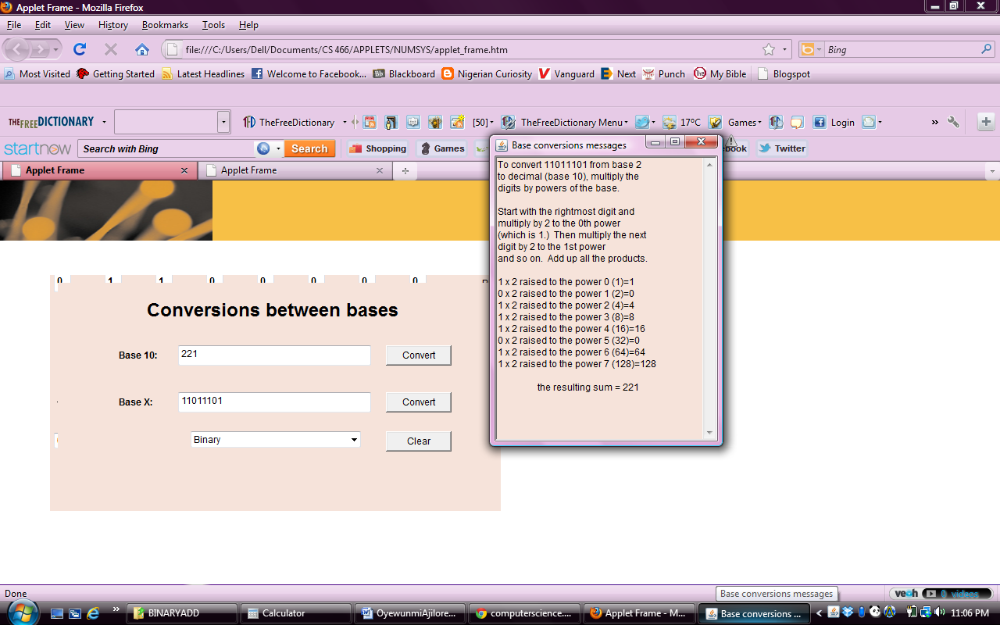 Applet Frame - Mozilla Firefox
File Edit View History Bookmarks Tools Help
file:///C:/Users/Dell/Documents/CS 466/APPLETS/NUMSYS/applet_frame.htm
Bing
Most Visited Getting Started Latest Headlines Welcome to Facebook... Blackboard Nigerian Curiosity Vanguard Next Punch My Bible Blogspot
THEFREEDICTIONARY TheFreeDictionary [50] TheFreeDictionary Menu 17°C Games Login »
startnow Search with Bing Search Shopping Games Twitter
Applet Frame Applet Frame
Base conversions messages
To convert 11011101 from base 2
to decimal (base 10), multiply the
digits by powers of the base.
Start with the rightmost digit and
multiply by 2 to the 0th power
(which is 1.) Then multiply the next
digit by 2 to the 1st power
and so on. Add up all the products.
1 x 2 raised to the power 0 (1)=1
0 x 2 raised to the power 1 (2)=0
1 x 2 raised to the power 2 (4)=4
1 x 2 raised to the power 3 (8)=8
1 x 2 raised to the power 4 (16)=16
0 x 2 raised to the power 5 (32)=0
1 x 2 raised to the power 6 (64)=64
1 x 2 raised to the power 7 (128)=128
the resulting sum = 221
0 1 1 0 0 0 0 0
Conversions between bases
Base 10: 221 Convert
Base X: 11011101 Convert
Binary Clear
Done
Base conversions messages
veoh 0 videos
» BINARYADD Calculator OyewunmiAjilore... computerscience.... Applet Frame - M... Base conversions ... 11:06 PM